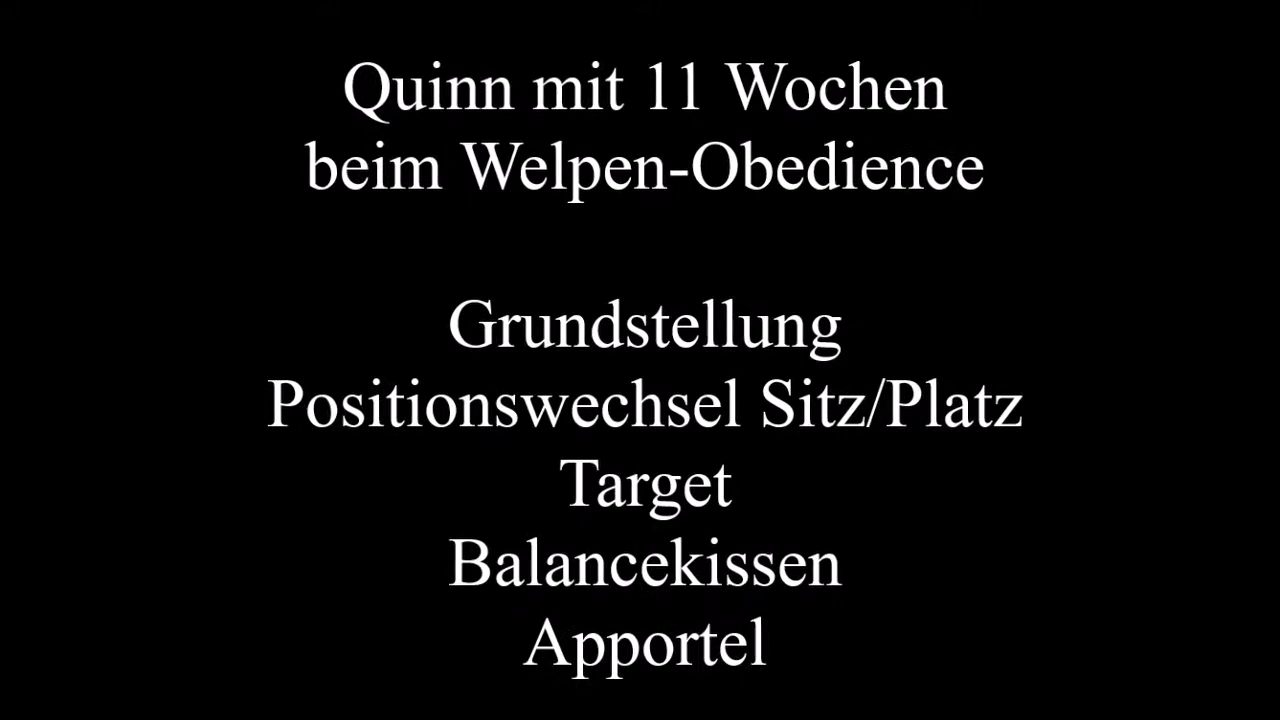 Quinn mit 11 Wochen
beim Welpen-Obedience
Grundstellung
Positionswechsel Sitz/Platz
Target
Balancekissen
Apportel